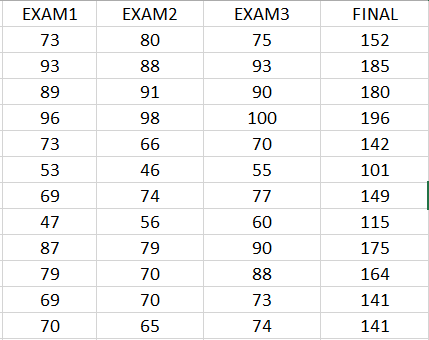 EXAM1 EXAM2 EXAM3 FINAL
73 80 75 152
93 88 93 185
89 91 90 180
96 98 100 196
73 66 70 142
53 46 55 101
69 74 77 149
47 56 60 115
87 79 90 175
79 70 88 164
69 70 73 141
70 65 74 141